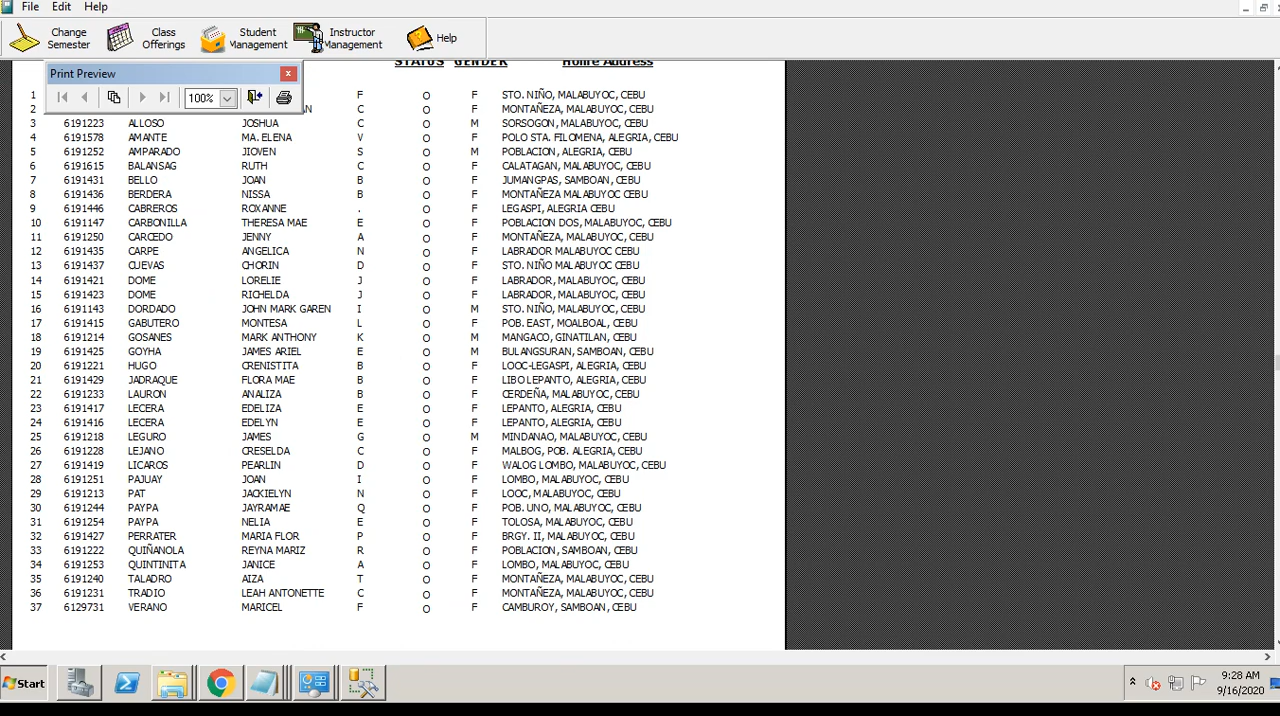 File Edit Help
Change Semester
Class Offerings
Student Management
Instructor Management
Help
STATUS GENDER Home Address
Print Preview
100%
1 F O F STO. NIÑO, MALABUYOC, CEBU
2 C O F MONTAÑEZA, MALABUYOC, CEBU
3 6191223 ALLOSO JOSHUA C O M SORSOGON, MALABUYOC, CEBU
4 6191578 AMANTE MA. ELENA V O F POLO STA. FILOMENA, ALEGRIA, CEBU
5 6191252 AMPARADO JIOVEN S O M POBLACION, ALEGRIA, CEBU
6 6191615 BALANSAG RUTH C O F CALATAGAN, MALABUYOC, CEBU
7 6191431 BELLO JOAN B O F JUMANGPAS, SAMBOAN, CEBU
8 6191436 BERDERA NISSA B O F MONTAÑEZA MALABUYOC CEBU
9 6191446 CABREROS ROXANNE . O F LEGASPI, ALEGRIA CEBU
10 6191147 CARBONILLA THERESA MAE E O F POBLACION DOS, MALABUYOC, CEBU
11 6191250 CARCEDO JENNY A O F MONTAÑEZA, MALABUYOC, CEBU
12 6191435 CARPE ANGELICA N O F LABRADOR MALABUYOC CEBU
13 6191437 CUEVAS CHORIN D O F STO. NIÑO MALABUYOC CEBU
14 6191421 DOME LORELIE J O F LABRADOR, MALABUYOC, CEBU
15 6191423 DOME RICHELDA J O F LABRADOR, MALABUYOC, CEBU
16 6191143 DORDADO JOHN MARK GAREN I O M STO. NIÑO, MALABUYOC, CEBU
17 6191415 GABUTERO MONTESA L O F POB. EAST, MOALBOAL, CEBU
18 6191214 GOSANES MARK ANTHONY K O M MANGACO, GINATILAN, CEBU
19 6191425 GOYHA JAMES ARIEL E O M BULANGSURAN, SAMBOAN, CEBU
20 6191221 HUGO CRENISTITA B O F LOOC-LEGASPI, ALEGRIA, CEBU
21 6191429 JADRAQUE FLORA MAE B O F LIBO LEPANTO, ALEGRIA, CEBU
22 6191233 LAURON ANALIZA B O F CERDEÑA, MALABUYOC, CEBU
23 6191417 LECERA EDELIZA E O F LEPANTO, ALEGRIA, CEBU
24 6191416 LECERA EDELYN E O F LEPANTO, ALEGRIA, CEBU
25 6191218 LEGURO JAMES G O M MINDANAO, MALABUYOC, CEBU
26 6191228 LEJANO CRESELDA C O F MALBOG, POB. ALEGRIA, CEBU
27 6191419 LICAROS PEARLIN D O F WALOG LOMBO, MALABUYOC, CEBU
28 6191251 PAJUAY JOAN I O F LOMBO, MALABUYOC, CEBU
29 6191213 PAT JACKIELYN N O F LOOC, MALABUYOC, CEBU
30 6191244 PAYPA JAYRAMAE Q O F POB. UNO, MALABUYOC, CEBU
31 6191254 PAYPA NELIA E O F TOLOSA, MALABUYOC, CEBU
32 6191427 PERRATER MARIA FLOR P O F BRGY. II, MALABUYOC, CEBU
33 6191222 QUIÑANOLA REYNA MARIZ R O F POBLACION, SAMBOAN, CEBU
34 6191253 QUINTINITA JANICE A O F LOMBO, MALABUYOC, CEBU
35 6191240 TALADRO AIZA T O F MONTAÑEZA, MALABUYOC, CEBU
36 6191231 TRADIO LEAH ANTONETTE C O F MONTAÑEZA, MALABUYOC, CEBU
37 6129731 VERANO MARICEL F O F CAMBUROY, SAMBOAN, CEBU
Start
9:28 AM
9/16/2020